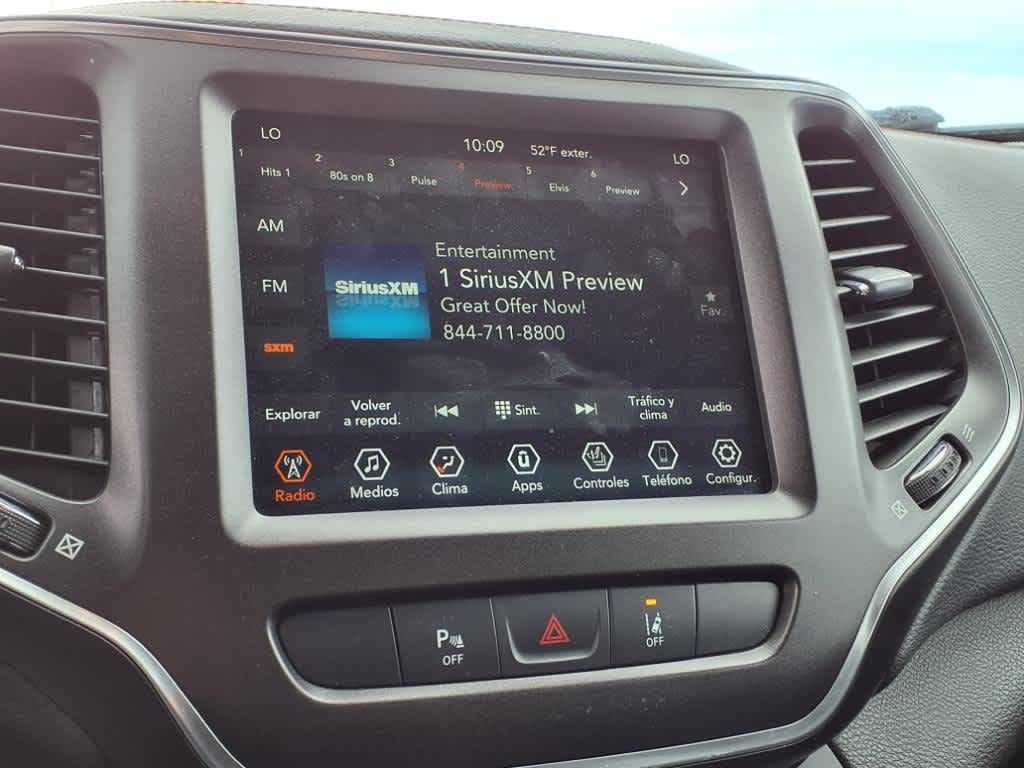 LO
10:09
52°F exter.
LO
1
Hits 1
2
80s on 8
3
Pulse
4
Preview
5
Elvis
6
Preview
AM
FM
sxm
SiriusXM
Entertainment
1 SiriusXM Preview
Great Offer Now!
844-711-8800
Fav.
Explorar
Volver
a reprod.
Sint.
Tráfico y
clima
Audio
Radio
Medios
Clima
Apps
Controles
Teléfono
Configur.
P
OFF
OFF